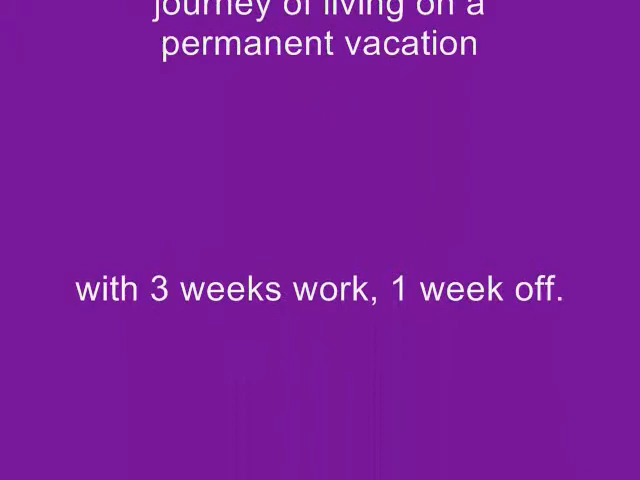 journey of living on a
permanent vacation
with 3 weeks work, 1 week off.